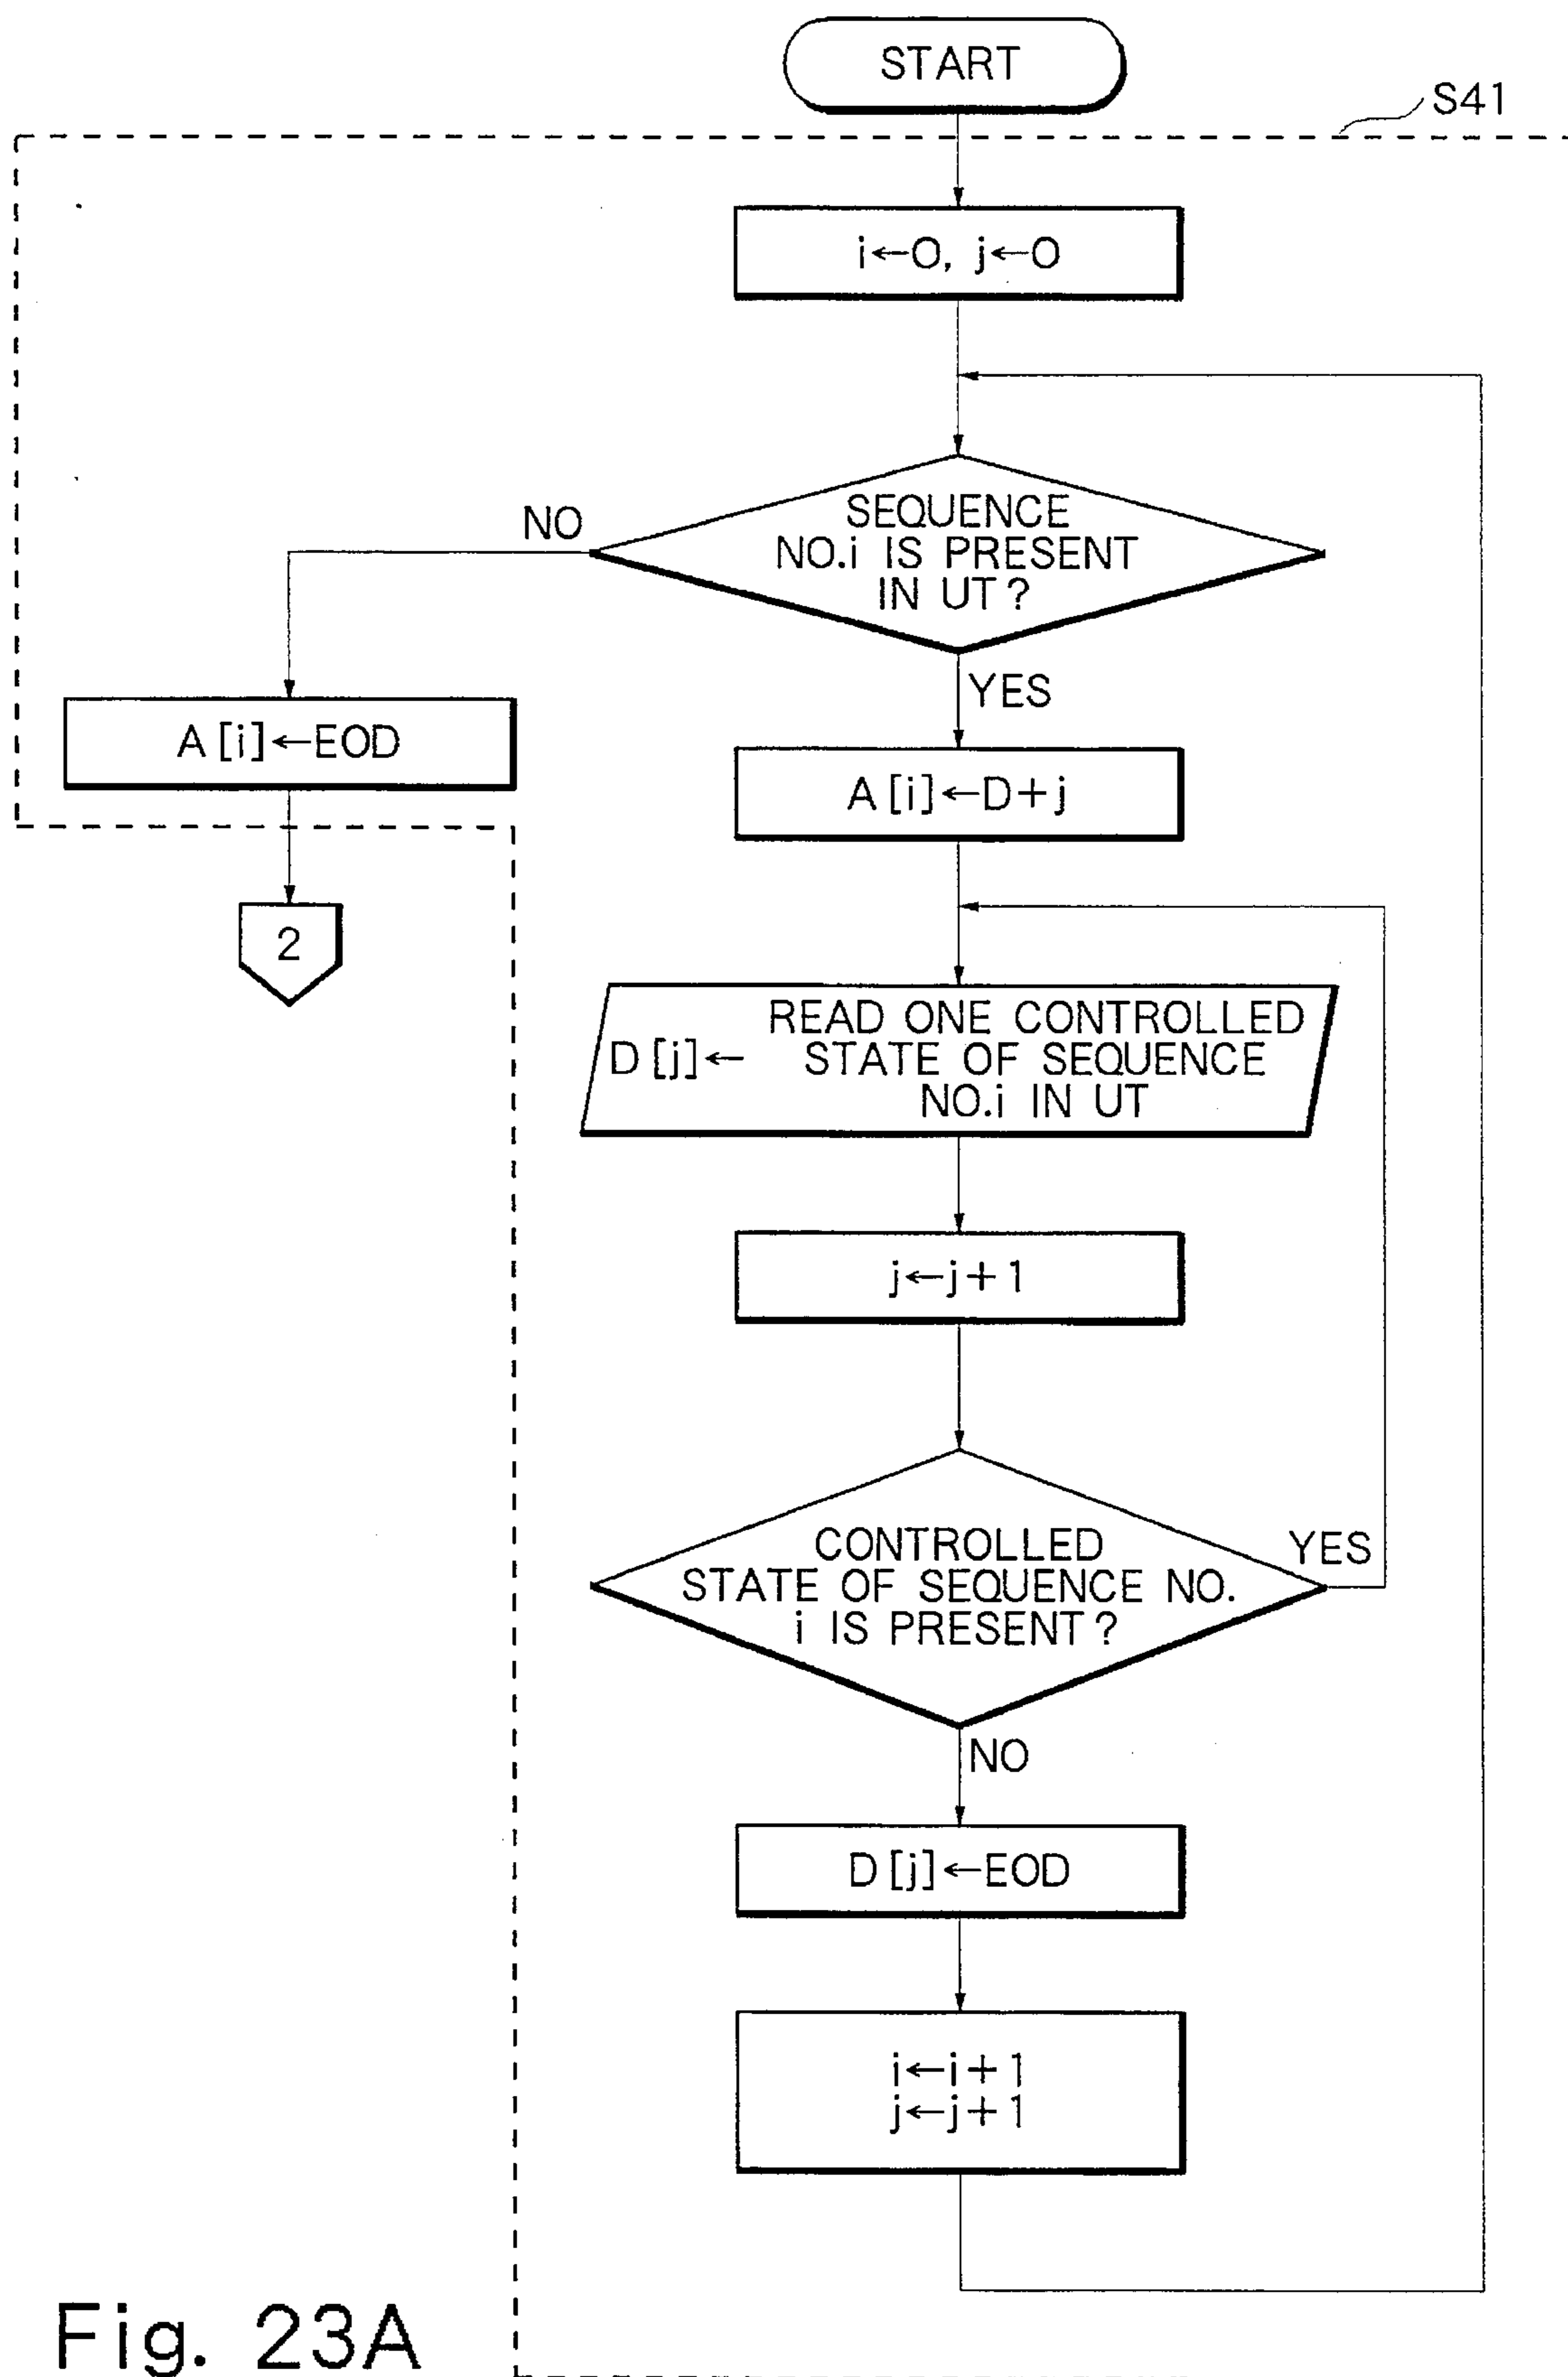 START
S41
i←0, j←0
SEQUENCE
NO.i IS PRESENT
IN UT?
NO
YES
A[i]←EOD
A[i]←D+j
2
D[j]←
READ ONE CONTROLLED
STATE OF SEQUENCE
NO.i IN UT
j←j+1
CONTROLLED
STATE OF SEQUENCE NO.
i IS PRESENT?
YES
NO
D[j]←EOD
i←i+1
j←j+1
Fig. 23A